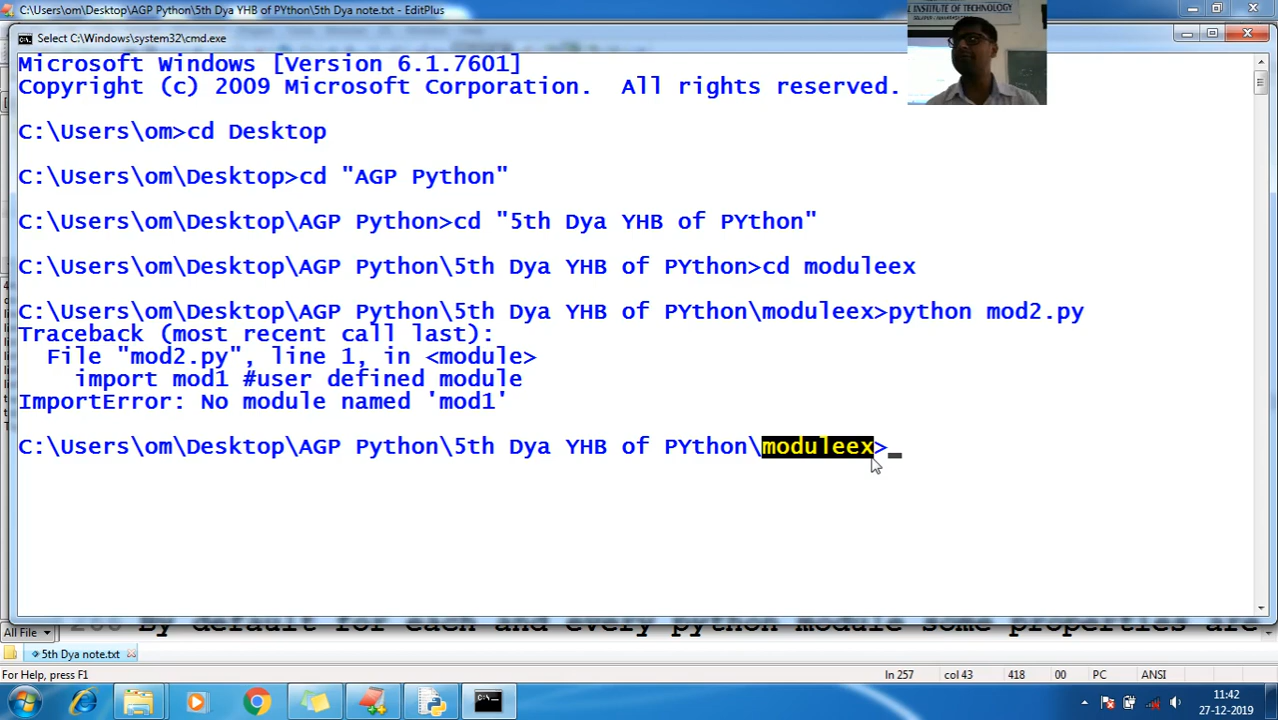 C:\Users\om\Desktop\AGP Python\5th Dya YHB of PYthon\5th Dya note.txt - EditPlus
L INSTITUTE OF TECHNOLOGY
Select C:\Windows\system32\cmd.exe
Microsoft Windows [Version 6.1.7601]
Copyright (c) 2009 Microsoft Corporation.  All rights reserved.
C:\Users\om>cd Desktop
C:\Users\om\Desktop>cd "AGP Python"
C:\Users\om\Desktop\AGP Python>cd "5th Dya YHB of PYthon"
C:\Users\om\Desktop\AGP Python\5th Dya YHB of PYthon>cd moduleex
C:\Users\om\Desktop\AGP Python\5th Dya YHB of PYthon\moduleex>python mod2.py
Traceback (most recent call last):
  File "mod2.py", line 1, in <module>
    import mod1 #user defined module
ImportError: No module named 'mod1'
C:\Users\om\Desktop\AGP Python\5th Dya YHB of PYthon\moduleex>_
All File
By default for each and every python module some properties are
5th Dya note.txt
For Help, press F1
ln 257
col 43
418
00
PC
ANSI
11:42
27-12-2019